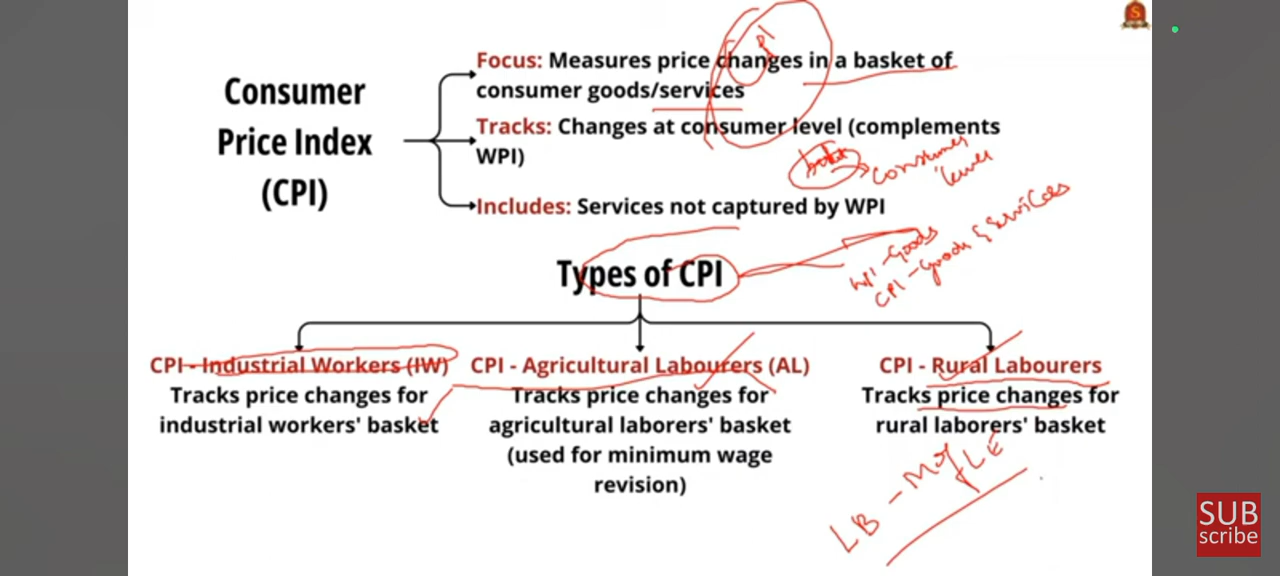 Consumer
Price Index
(CPI)
Focus: Measures price changes in a basket of
consumer goods/services
Tracks: Changes at consumer level (complements
WPI)
Consumer
level
Includes: Services not captured by WPI
WPI - Goods
CPI - Goods & Services
Types of CPI
CPI - Industrial Workers (IW)
Tracks price changes for
industrial workers' basket
CPI - Agricultural Labourers (AL)
Tracks price changes for
agricultural laborers' basket
(used for minimum wage
revision)
CPI - Rural Labourers
Tracks price changes for
rural laborers' basket
LB - MofLE
SUB
scribe